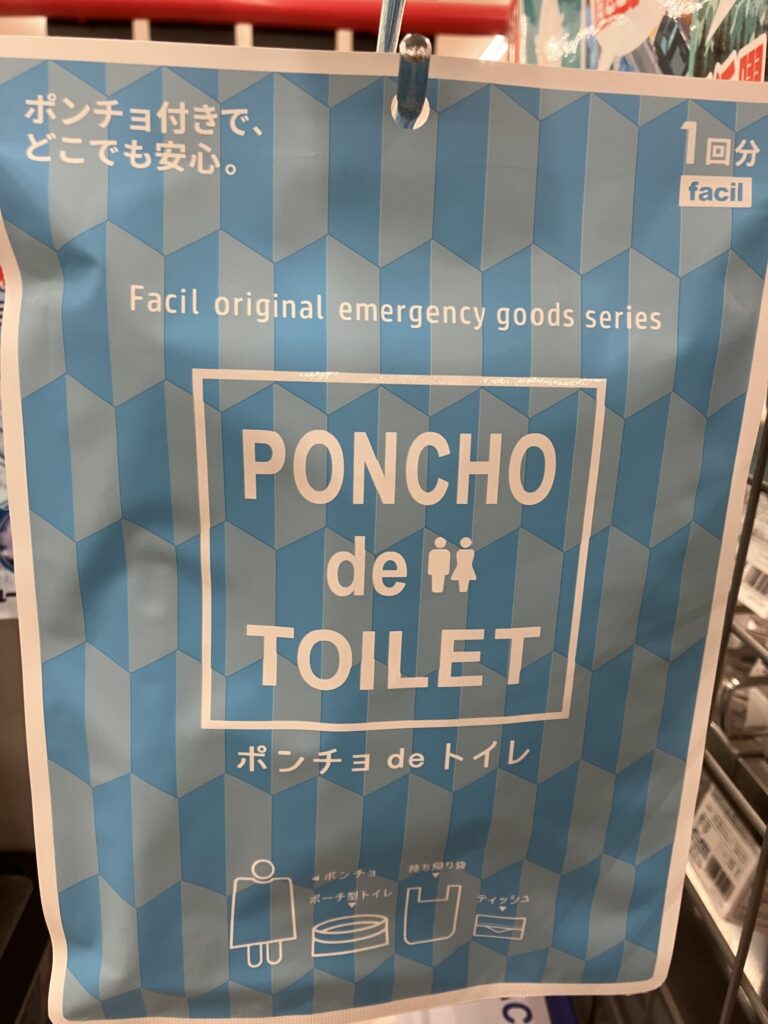 ポンチョ付きで、
どこでも安心。
1回分
facil
Facil original emergency goods series
PONCHO
de
TOILET
ポンチョ de トイレ
◀ポンチョ
持ち帰り袋
ポーチ型トイレ
ティッシュ